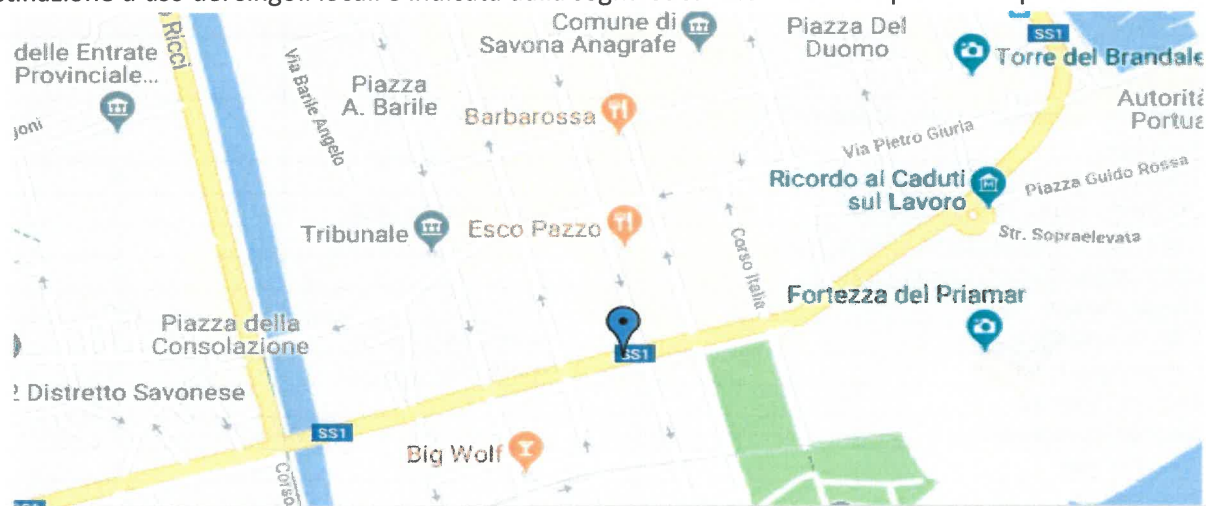 Comune di
Savona Anagrafe
Piazza Del
Duomo
SS1
Torre del Brandale
delle Entrate
Provinciale...
Ricci
Via Barile Angelo
Piazza
A. Barile
Barbarossa
Autorità
Portua
Via Pietro Giuria
Ricordo ai Caduti
sul Lavoro
Piazza Guido Rossa
Tribunale
Esco Pazzo
Corso Italia
Str. Sopraelevata
Fortezza del Priamar
Piazza della
Consolazione
SS1
2 Distretto Savonese
SS1
Big Wolf
Corso